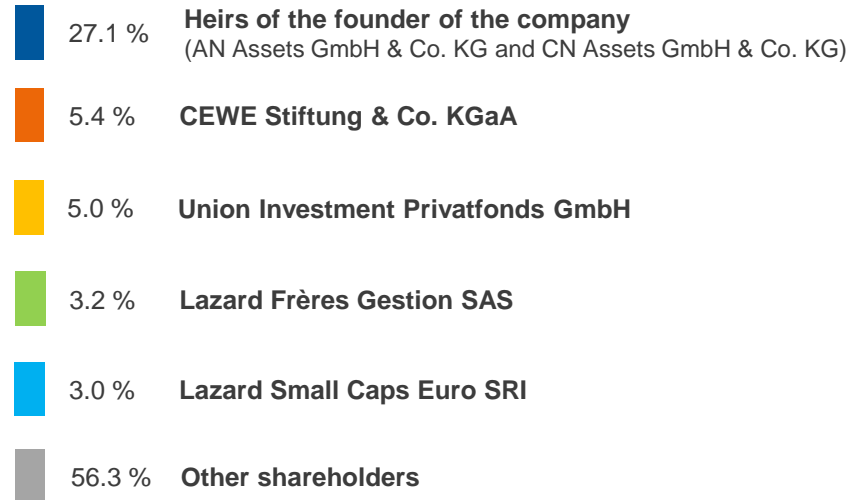 27.1 % Heirs of the founder of the company
(AN Assets GmbH & Co. KG and CN Assets GmbH & Co. KG)
5.4 % CEWE Stiftung & Co. KGaA
5.0 % Union Investment Privatfonds GmbH
3.2 % Lazard Frères Gestion SAS
3.0 % Lazard Small Caps Euro SRI
56.3 % Other shareholders